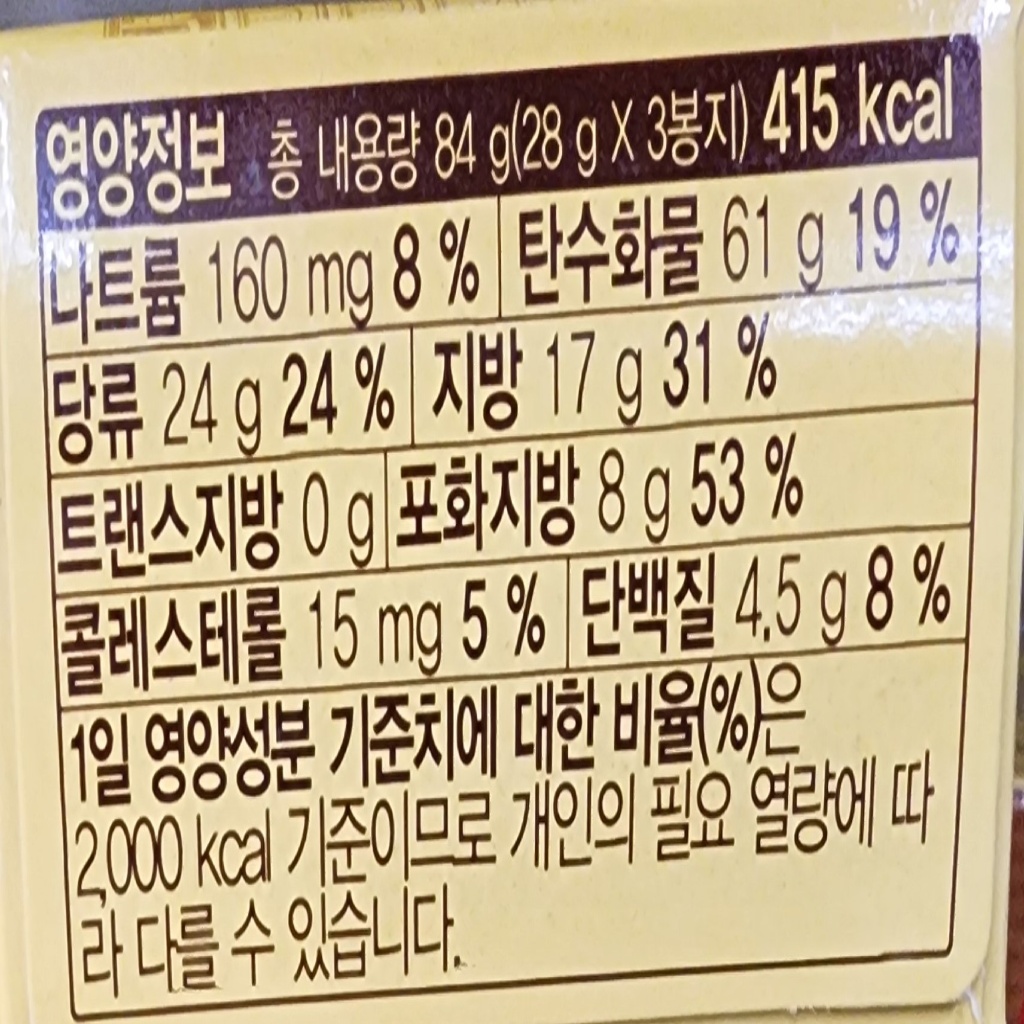 영양정보 총 내용량 84 g(28 g X 3봉지) 415 kcal
나트륨 160 mg 8 % 탄수화물 61 g 19 %
당류 24 g 24 % 지방 17 g 31 %
트랜스지방 0 g 포화지방 8 g 53 %
콜레스테롤 15 mg 5 % 단백질 4.5 g 8 %
1일 영양성분 기준치에 대한 비율(%)은
2,000 kcal 기준이므로 개인의 필요 열량에 따
라 다를 수 있습니다.